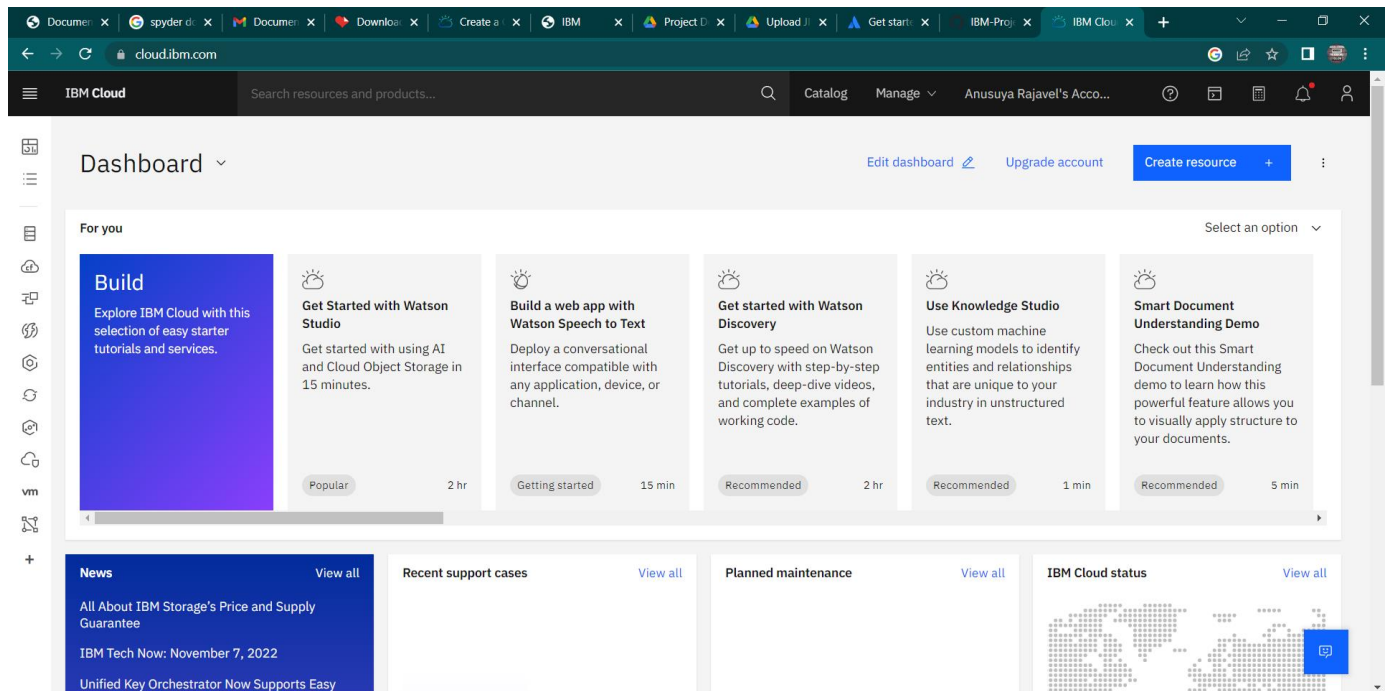 Documen
spyder do
Documen
Downloa
Create a
IBM
Project D
Upload JI
Get starte
IBM-Proj
IBM Clou
cloud.ibm.com
IBM Cloud
Search resources and products...
Catalog
Manage
Anusuya Rajavel's Acco...
Dashboard
Edit dashboard
Upgrade account
Create resource +
For you
Select an option
Build
Explore IBM Cloud with this
selection of easy starter
tutorials and services.
Get Started with Watson
Studio
Get started with using AI
and Cloud Object Storage in
15 minutes.
Popular
2 hr
Build a web app with
Watson Speech to Text
Deploy a conversational
interface compatible with
any application, device, or
channel.
Getting started
15 min
Get started with Watson
Discovery
Get up to speed on Watson
Discovery with step-by-step
tutorials, deep-dive videos,
and complete examples of
working code.
Recommended
2 hr
Use Knowledge Studio
Use custom machine
learning models to identify
entities and relationships
that are unique to your
industry in unstructured
text.
Recommended
1 min
Smart Document
Understanding Demo
Check out this Smart
Document Understanding
demo to learn how this
powerful feature allows you
to visually apply structure to
your documents.
Recommended
5 min
vm
News
View all
All About IBM Storage's Price and Supply
Guarantee
IBM Tech Now: November 7, 2022
Unified Key Orchestrator Now Supports Easy
Recent support cases
View all
Planned maintenance
View all
IBM Cloud status
View all